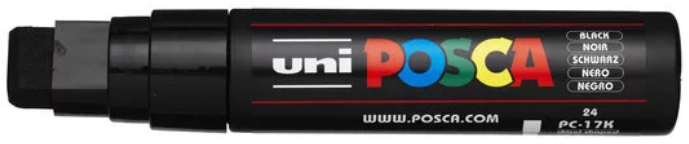 uni POSCA
BLACK
NOIR
SCHWARZ
NERO
NEGRO
WWW.POSCA.COM
24
PC-17K